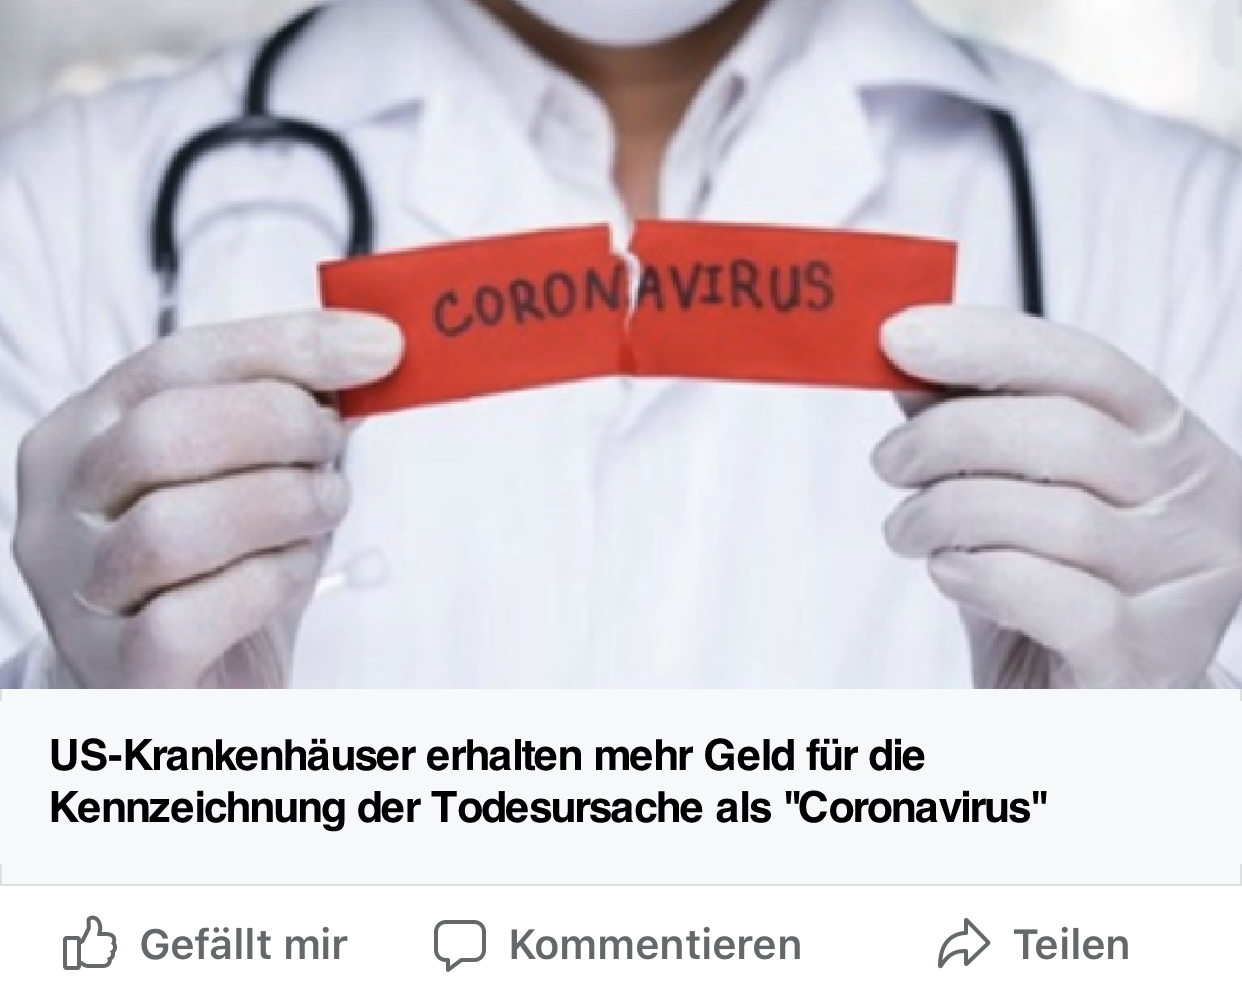 CORONAVIRUS
US-Krankenhäuser erhalten mehr Geld für die
Kennzeichnung der Todesursache als "Coronavirus"
Gefällt mir
Kommentieren
Teilen